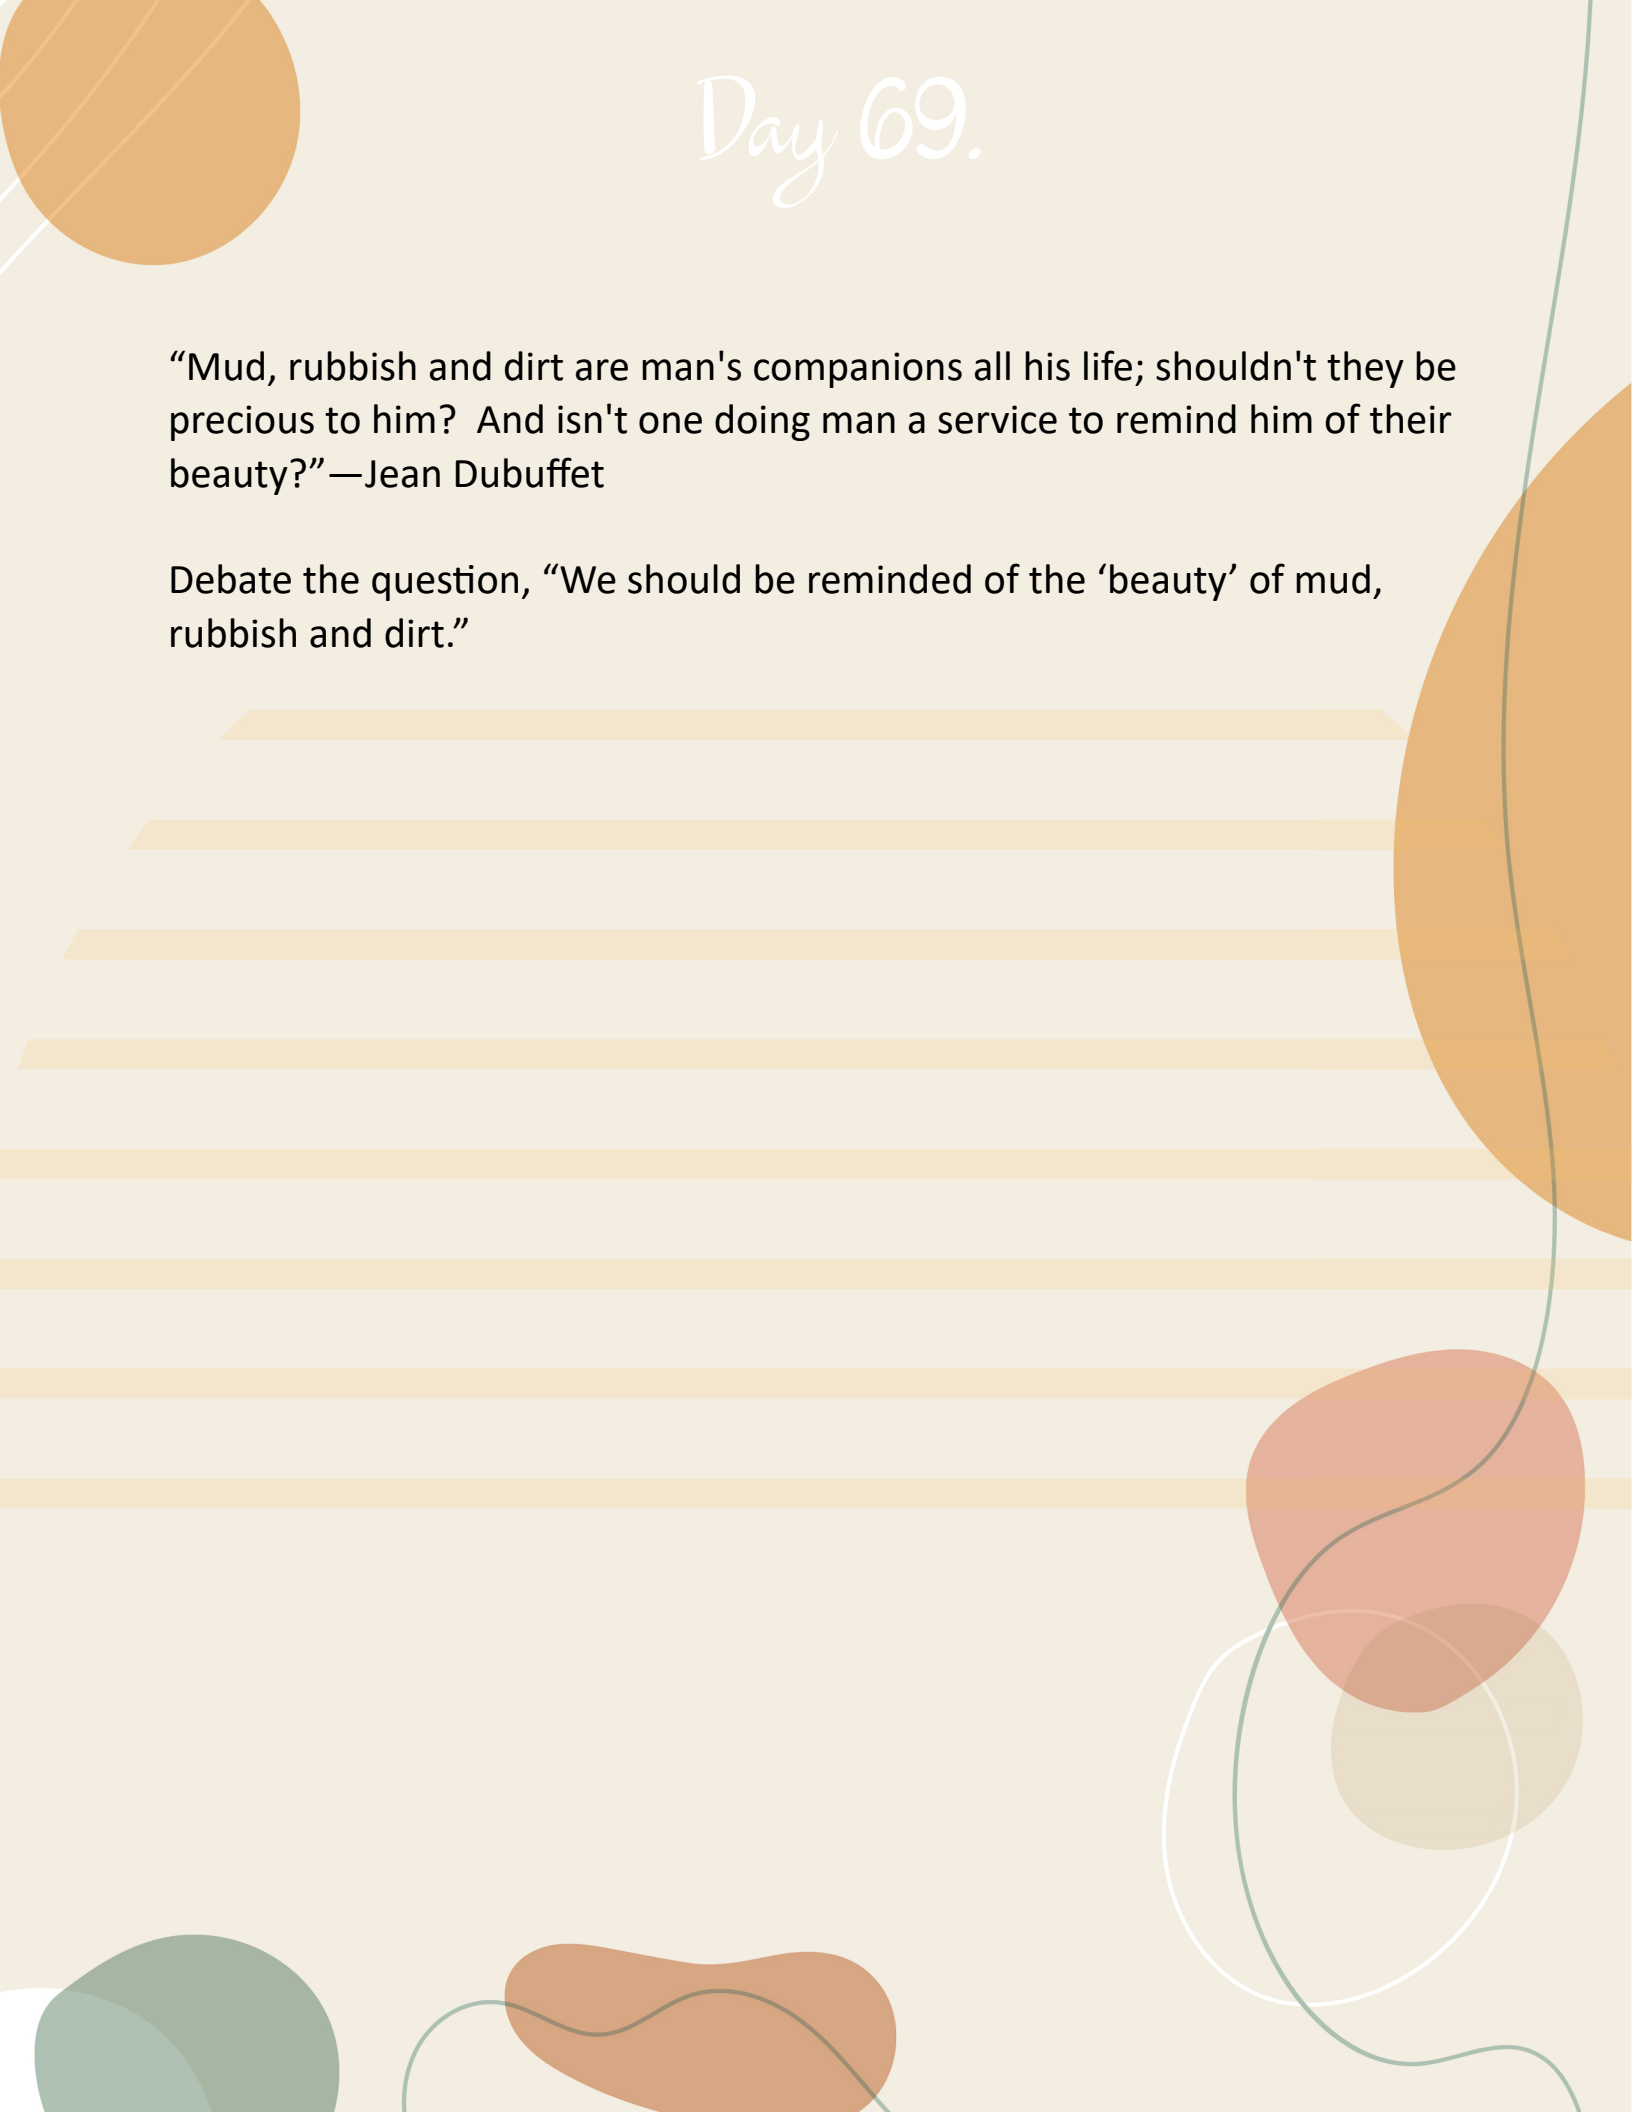 Day 69.
“Mud, rubbish and dirt are man's companions all his life; shouldn't they be
precious to him?  And isn't one doing man a service to remind him of their
beauty?”—Jean Dubuffet
Debate the question, “We should be reminded of the ‘beauty’ of mud,
rubbish and dirt.”